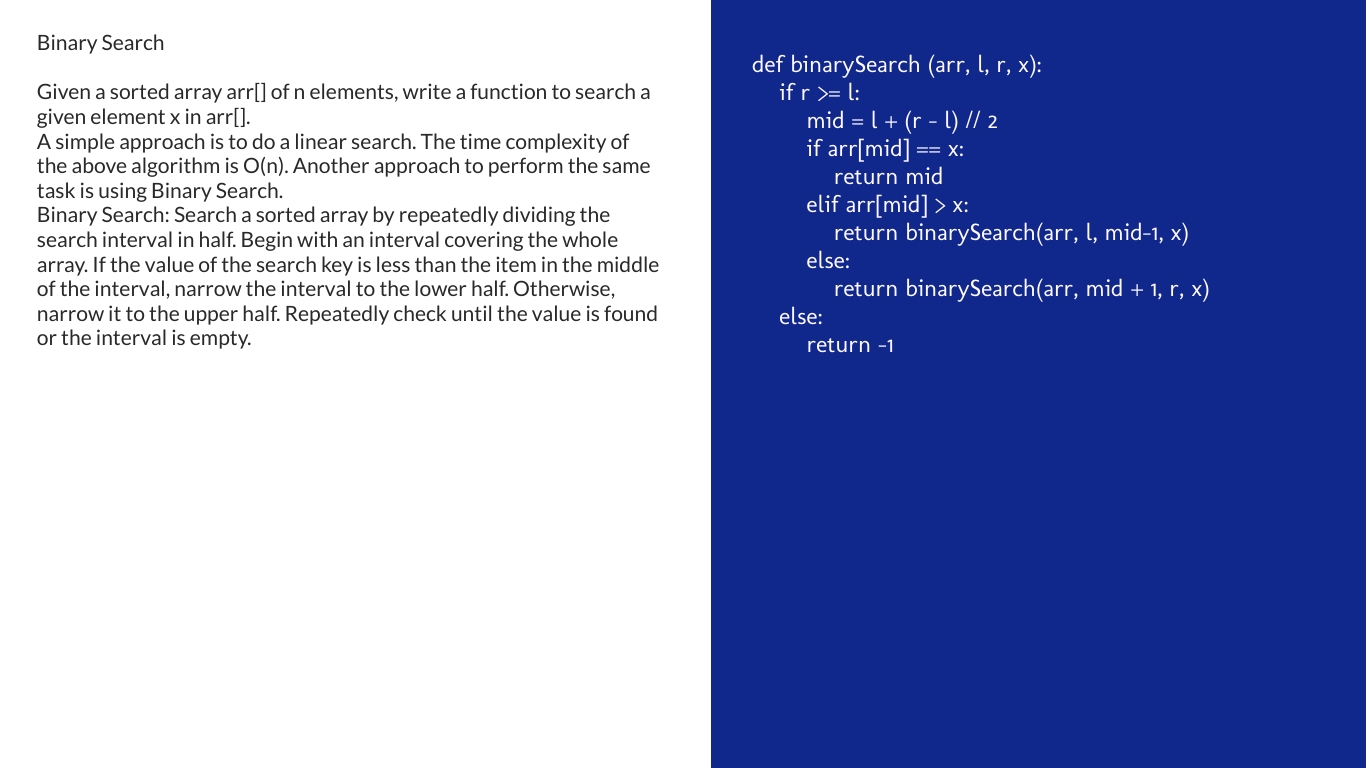 Binary Search
Given a sorted array arr[] of n elements, write a function to search a
given element x in arr[].
A simple approach is to do a linear search. The time complexity of
the above algorithm is O(n). Another approach to perform the same
task is using Binary Search.
Binary Search: Search a sorted array by repeatedly dividing the
search interval in half. Begin with an interval covering the whole
array. If the value of the search key is less than the item in the middle
of the interval, narrow the interval to the lower half. Otherwise,
narrow it to the upper half. Repeatedly check until the value is found
or the interval is empty.
def binarySearch (arr, l, r, x):
    if r >= l:
        mid = l + (r - l) // 2
        if arr[mid] == x:
            return mid
        elif arr[mid] > x:
            return binarySearch(arr, l, mid-1, x)
        else:
            return binarySearch(arr, mid + 1, r, x)
    else:
        return -1